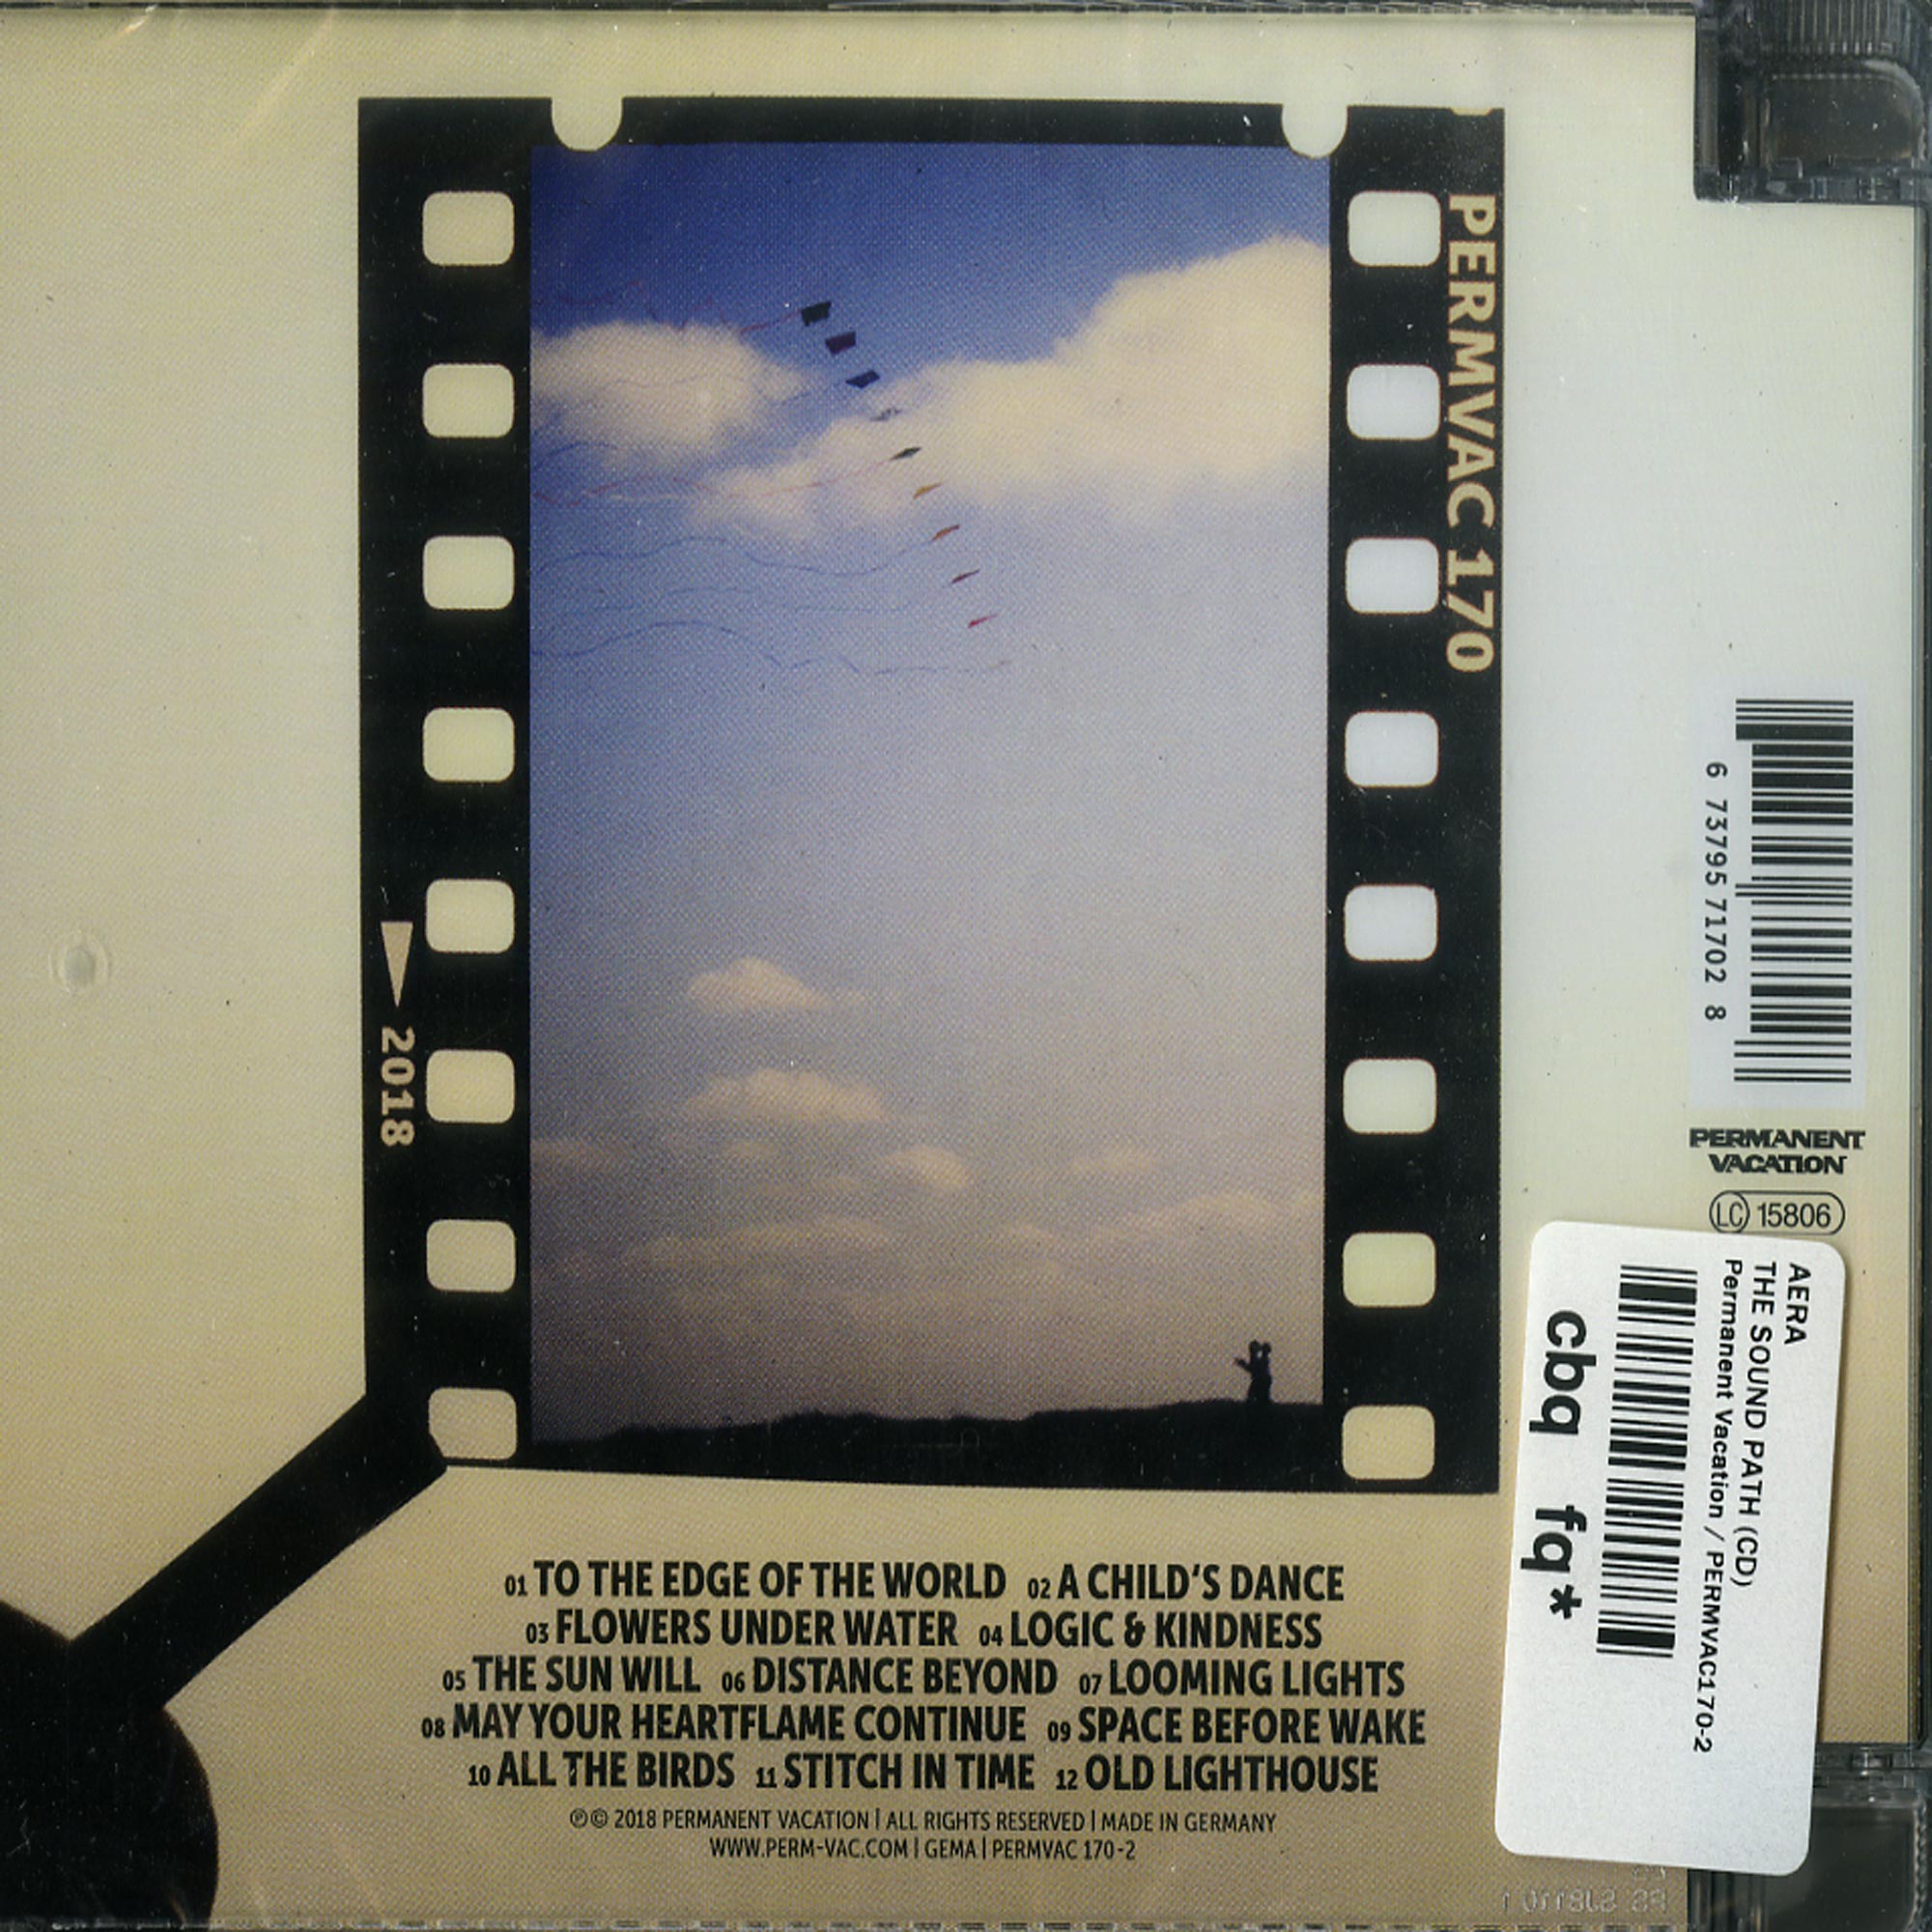 PERMVAC 170
2018
6 73795 71702 8
PERMANENT
VACATION
LC 15806
AERA
THE SOUND PATH (CD)
Permanent Vacation / PERMVAC170-2
cbq fq*
01 TO THE EDGE OF THE WORLD 02 A CHILD'S DANCE
03 FLOWERS UNDER WATER 04 LOGIC & KINDNESS
05 THE SUN WILL 06 DISTANCE BEYOND 07 LOOMING LIGHTS
08 MAY YOUR HEARTFLAME CONTINUE 09 SPACE BEFORE WAKE
10 ALL THE BIRDS 11 STITCH IN TIME 12 OLD LIGHTHOUSE
℗© 2018 PERMANENT VACATION | ALL RIGHTS RESERVED | MADE IN GERMANY
WWW.PERM-VAC.COM | GEMA | PERMVAC 170-2